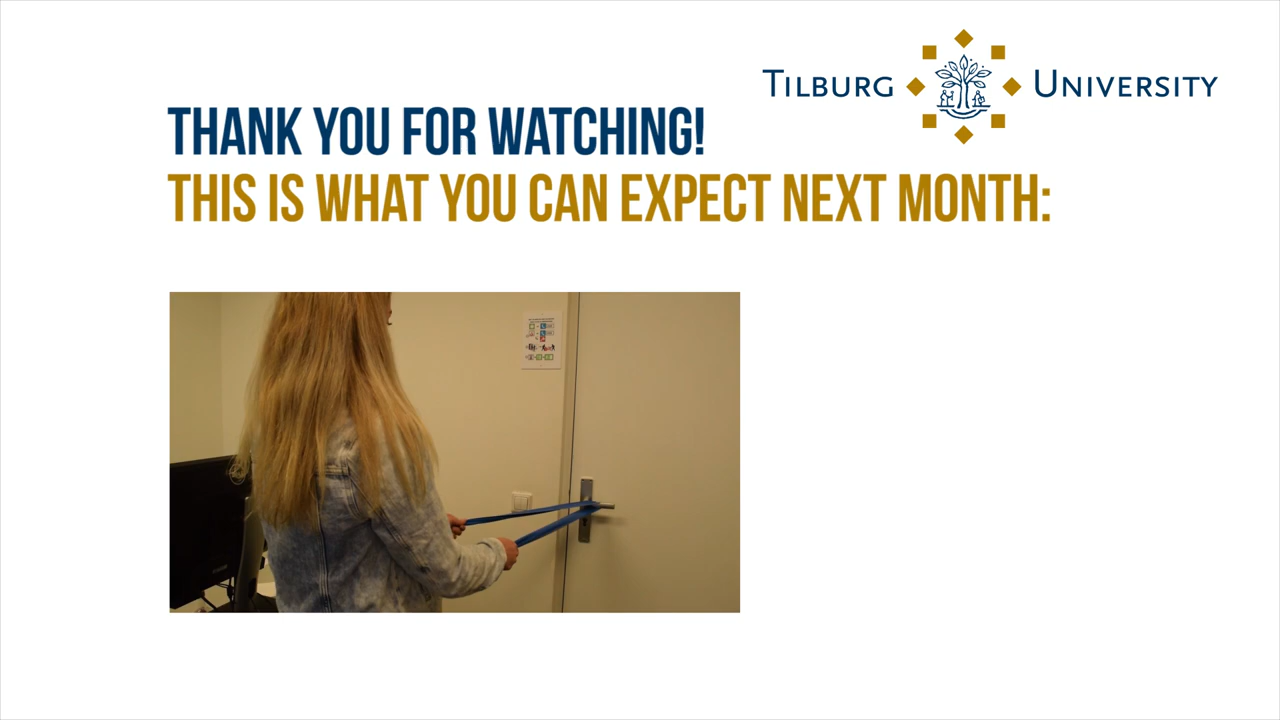 TILBURG UNIVERSITY
THANK YOU FOR WATCHING!
THIS IS WHAT YOU CAN EXPECT NEXT MONTH: